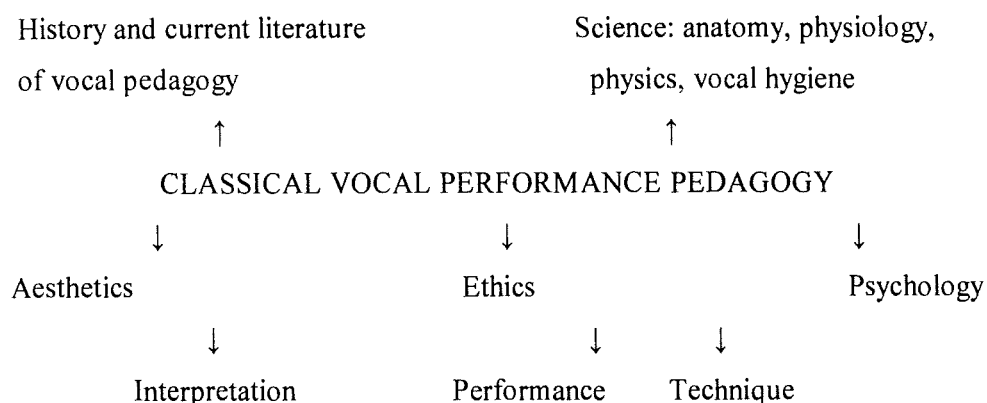 History and current literature
of vocal pedagogy
Science: anatomy, physiology,
physics, vocal hygiene
↑ ↑
CLASSICAL VOCAL PERFORMANCE PEDAGOGY
↓ ↓ ↓
Aesthetics Ethics Psychology
↓ ↓ ↓
Interpretation Performance Technique